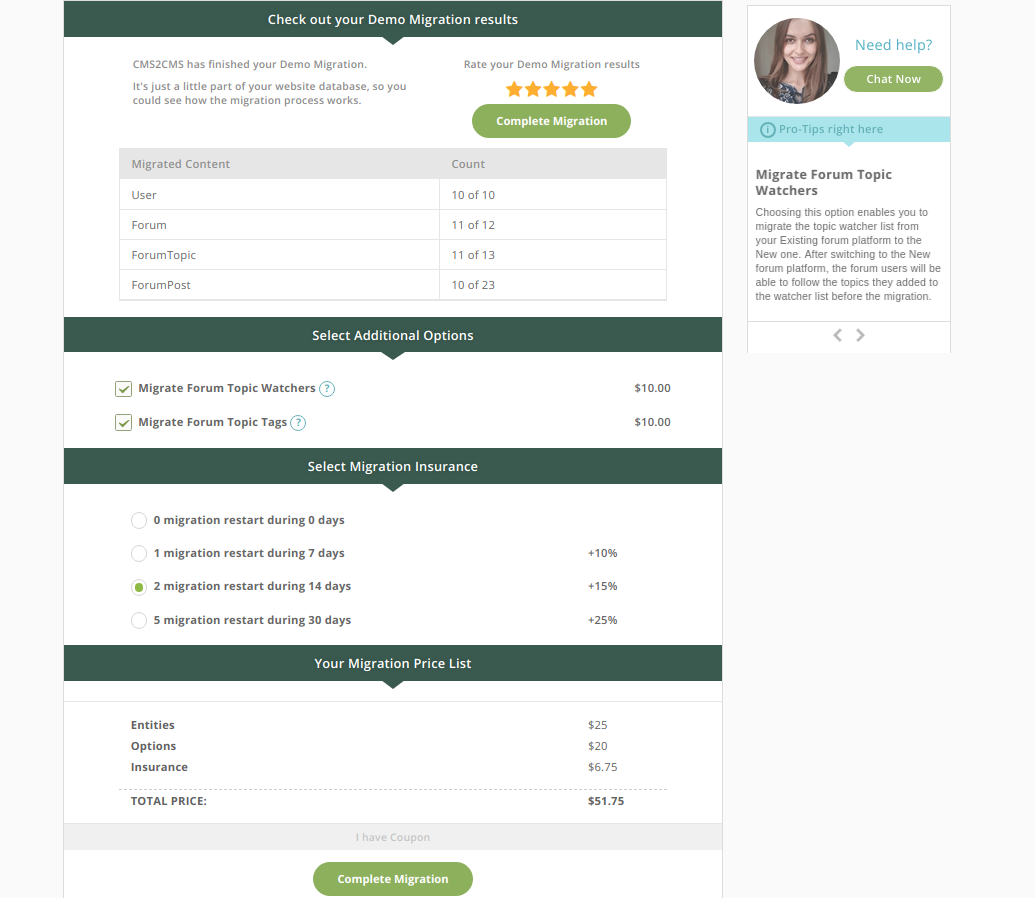 Check out your Demo Migration results
CMS2CMS has finished your Demo Migration.
It's just a little part of your website database, so you
could see how the migration process works.
Rate your Demo Migration results
Complete Migration
Migrated Content Count
User 10 of 10
Forum 11 of 12
ForumTopic 11 of 13
ForumPost 10 of 23
Select Additional Options
Migrate Forum Topic Watchers ? $10.00
Migrate Forum Topic Tags ? $10.00
Select Migration Insurance
0 migration restart during 0 days
1 migration restart during 7 days +10%
2 migration restart during 14 days +15%
5 migration restart during 30 days +25%
Your Migration Price List
Entities $25
Options $20
Insurance $6.75
TOTAL PRICE: $51.75
I have Coupon
Complete Migration
Need help?
Chat Now
i Pro-Tips right here
Migrate Forum Topic
Watchers
Choosing this option enables you to
migrate the topic watcher list from
your Existing forum platform to the
New one. After switching to the New
forum platform, the forum users will be
able to follow the topics they added to
the watcher list before the migration.